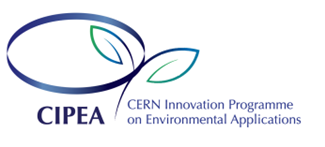 CIPEA
CERN Innovation Programme
on Environmental Applications